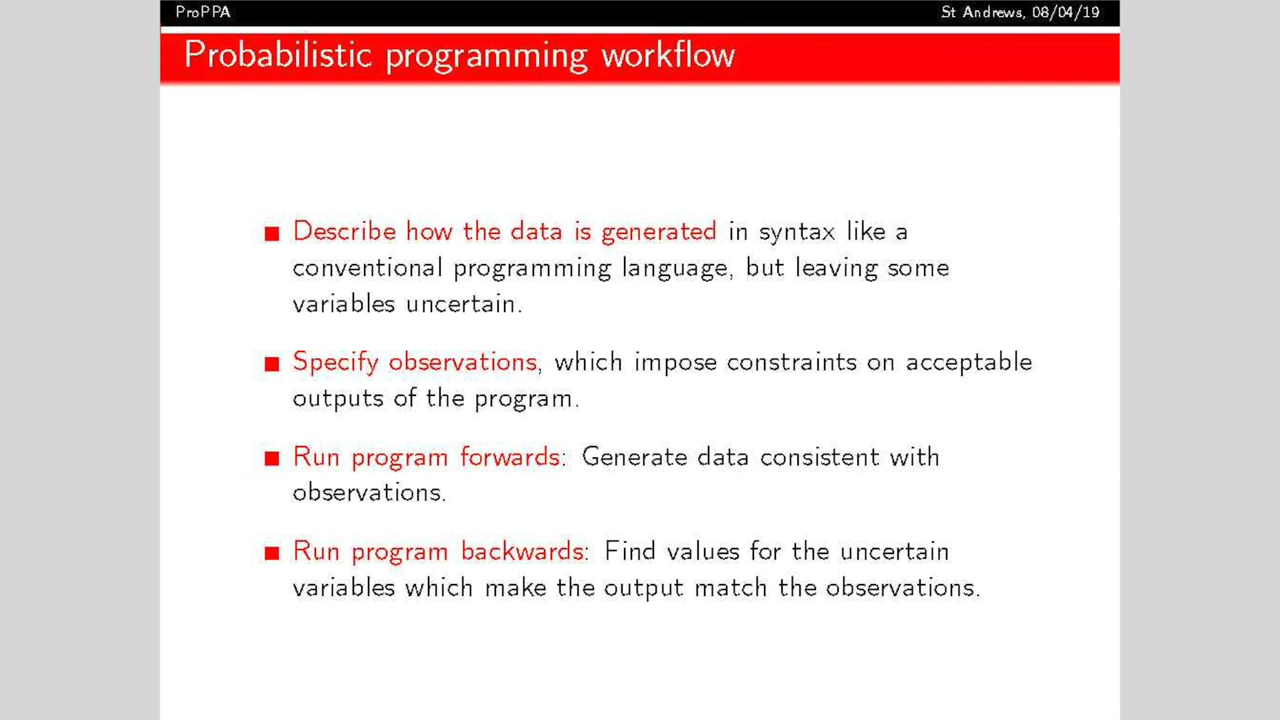 ProPPA
St Andrews, 08/04/19
Probabilistic programming workflow
Describe how the data is generated in syntax like a
conventional programming language, but leaving some
variables uncertain.
Specify observations, which impose constraints on acceptable
outputs of the program.
Run program forwards: Generate data consistent with
observations.
Run program backwards: Find values for the uncertain
variables which make the output match the observations.